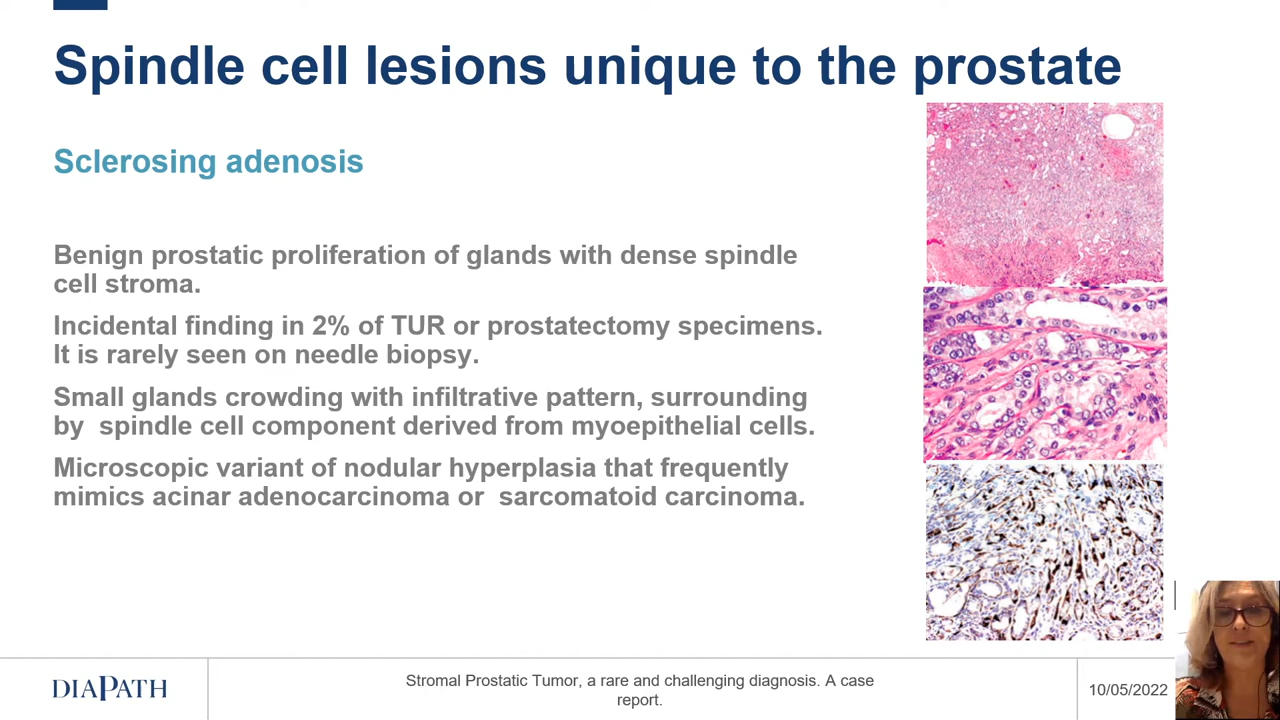 Spindle cell lesions unique to the prostate
Sclerosing adenosis
Benign prostatic proliferation of glands with dense spindle
cell stroma.
Incidental finding in 2% of TUR or prostatectomy specimens.
It is rarely seen on needle biopsy.
Small glands crowding with infiltrative pattern, surrounding
by  spindle cell component derived from myoepithelial cells.
Microscopic variant of nodular hyperplasia that frequently
mimics acinar adenocarcinoma or  sarcomatoid carcinoma.
DIAPATH
Stromal Prostatic Tumor, a rare and challenging diagnosis. A case
report.
10/05/2022